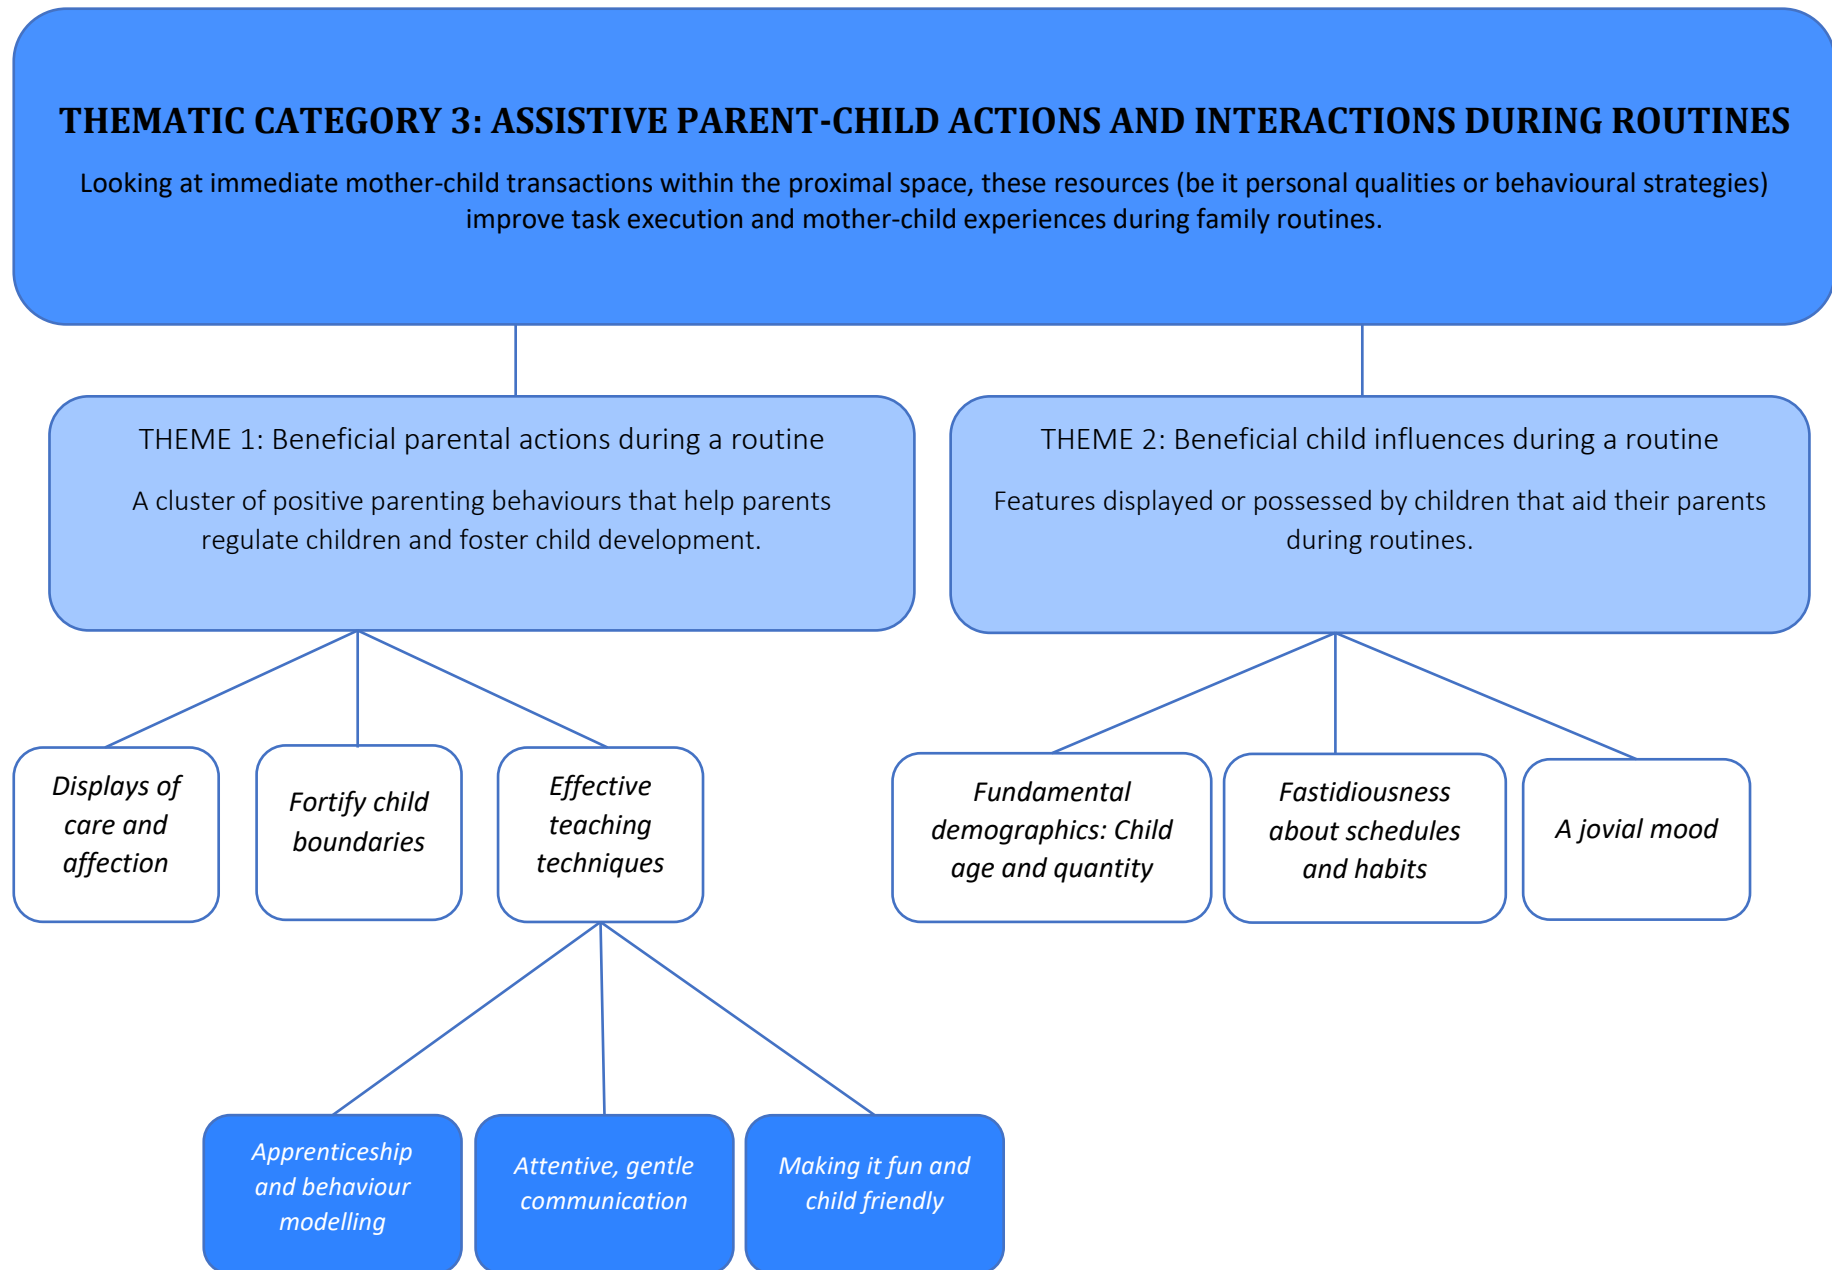 THEMATIC CATEGORY 3: ASSISTIVE PARENT-CHILD ACTIONS AND INTERACTIONS DURING ROUTINES
Looking at immediate mother-child transactions within the proximal space, these resources (be it personal qualities or behavioural strategies)
improve task execution and mother-child experiences during family routines.
THEME 1: Beneficial parental actions during a routine
A cluster of positive parenting behaviours that help parents
regulate children and foster child development.
THEME 2: Beneficial child influences during a routine
Features displayed or possessed by children that aid their parents
during routines.
Displays of
care and
affection
Fortify child
boundaries
Effective
teaching
techniques
Fundamental
demographics: Child
age and quantity
Fastidiousness
about schedules
and habits
A jovial mood
Apprenticeship
and behaviour
modelling
Attentive, gentle
communication
Making it fun and
child friendly